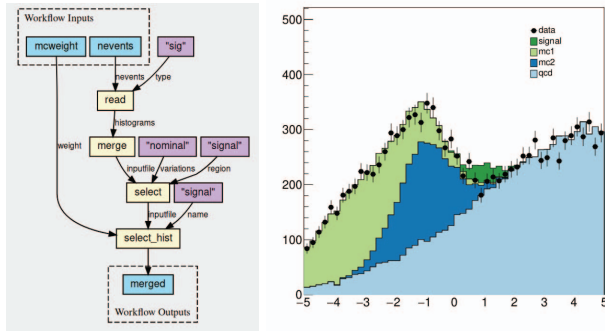 Workflow Inputs
mcweight
nevents
"sig"
nevents
type
read
histograms
merge
"nominal"
"signal"
weight
inputfile
variations
region
select
"signal"
inputfile
name
select_hist
merged
Workflow Outputs
500
400
300
200
100
0
−5
−4
−3
−2
−1
0
1
2
3
4
5
data
signal
mc1
mc2
qcd